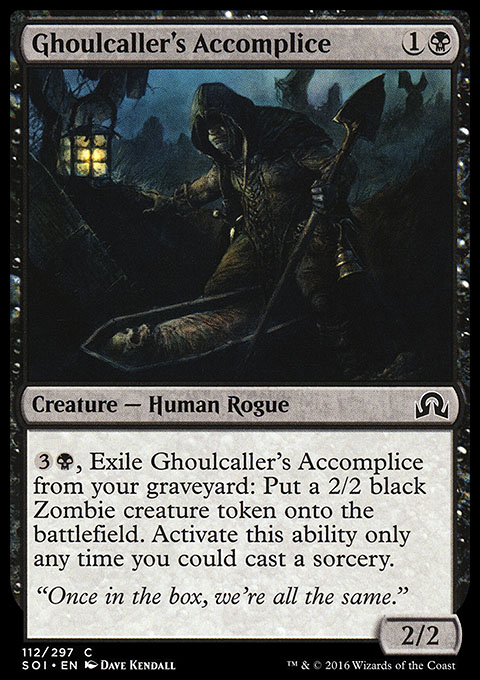 Ghoulcaller's Accomplice 1
Creature — Human Rogue
3, Exile Ghoulcaller's Accomplice
from your graveyard: Put a 2/2 black
Zombie creature token onto the
battlefield. Activate this ability only
any time you could cast a sorcery.
“Once in the box, we're all the same.”
2/2
112/297 C
SOI • EN Dave Kendall
™ & © 2016 Wizards of the Coast